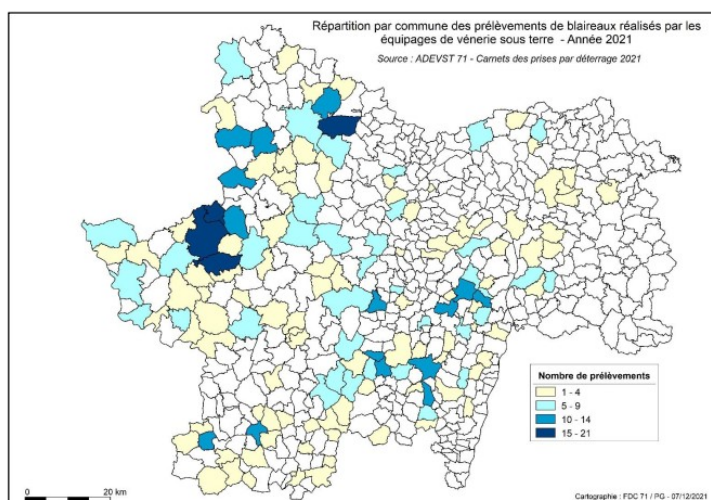 Répartition par commune des prélèvements de blaireaux réalisés par les
équipages de vénerie sous terre - Année 2021
Source : ADEVST 71 - Carnets des prises par déterrage 2021
Nombre de prélèvements
1 - 4
5 - 9
10 - 14
15 - 21
0 20 km
Cartographie : FDC 71 / PG - 07/12/2021